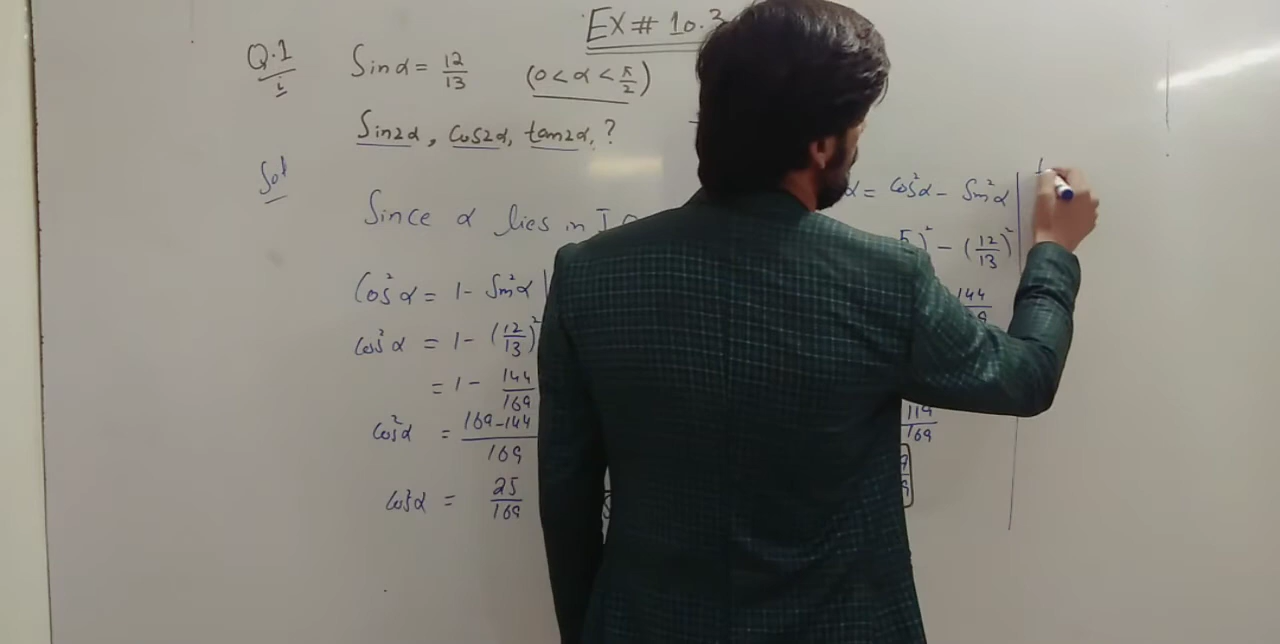 EX# 10.3
Q.1 Sinα = 12/13 (0 < α < π/2)
i
Sin2α, Cos2α, tan2α, ?
Sol
Since α lies in I
Cos²α = 1 - Sin²α
Cos²α = 1 - (12/13)²
= 1 - 144/169
Cos²α = 169-144/169
Cos²α = 25/169
α = Cos²α - Sin²α
)² - (12/13)²
144
119/169